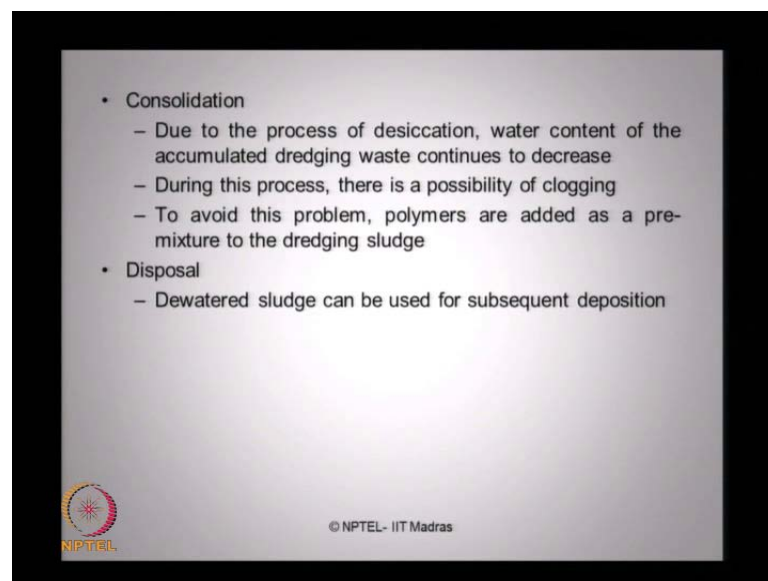 • Consolidation
– Due to the process of desiccation, water content of the
accumulated dredging waste continues to decrease
– During this process, there is a possibility of clogging
– To avoid this problem, polymers are added as a pre-
mixture to the dredging sludge
• Disposal
– Dewatered sludge can be used for subsequent deposition
© NPTEL- IIT Madras
NPTEL